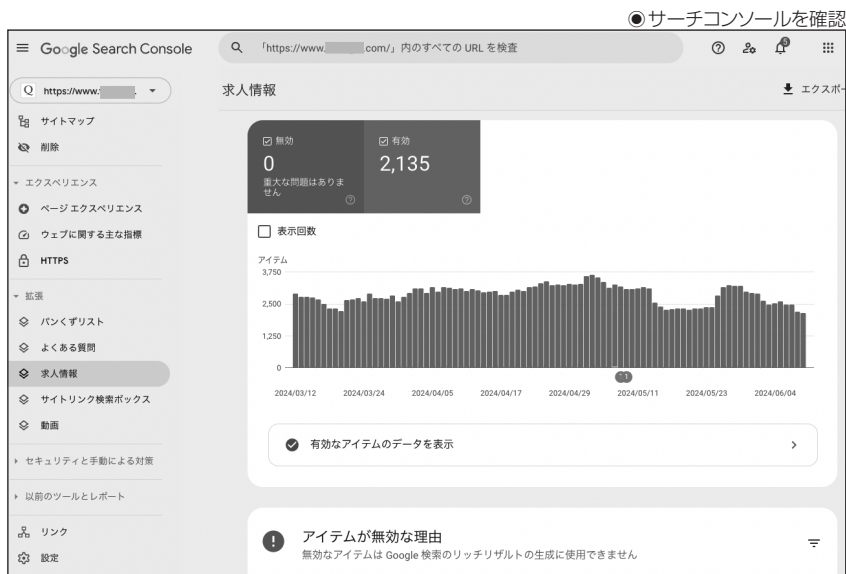 ◉サーチコンソールを確認
Google Search Console
「https://www. .com/」内のすべての URL を検査
Q https://www.
求人情報
エクスポー
サイトマップ
削除
エクスペリエンス
ページ エクスペリエンス
ウェブに関する主な指標
HTTPS
拡張
パンくずリスト
よくある質問
求人情報
サイトリンク検索ボックス
動画
セキュリティと手動による対策
以前のツールとレポート
リンク
設定
無効
0
重大な問題はありま
せん
有効
2,135
表示回数
アイテム
3,750
2,500
1,250
0
2024/03/12 2024/03/24 2024/04/05 2024/04/17 2024/04/29 2024/05/11 2024/05/23 2024/06/04
有効なアイテムのデータを表示
アイテムが無効な理由
無効なアイテムは Google 検索のリッチリザルトの生成に使用できません